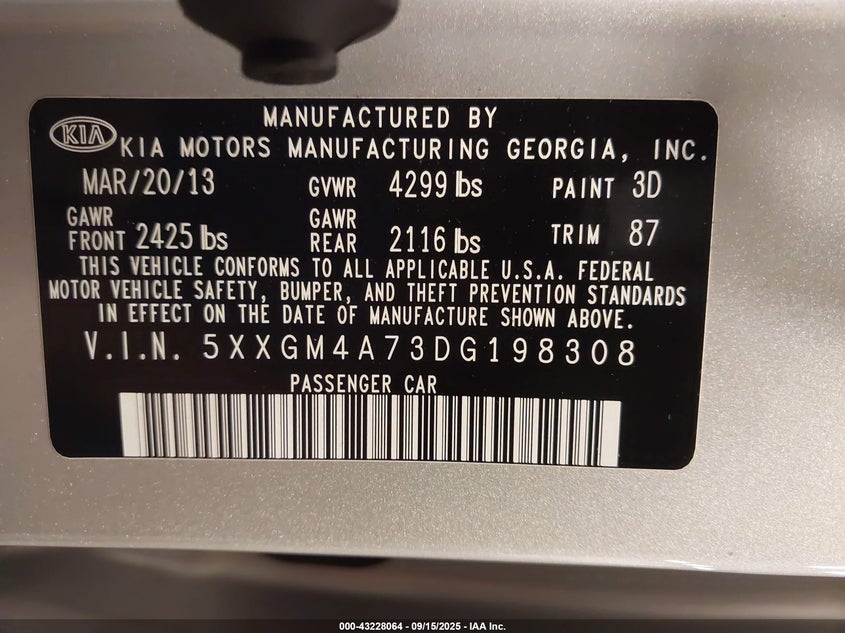 MANUFACTURED BY
KIA KIA MOTORS MANUFACTURING GEORGIA, INC.
MAR/20/13 GVWR 4299 lbs PAINT 3D
GAWR FRONT 2425 lbs GAWR REAR 2116 lbs TRIM 87
THIS VEHICLE CONFORMS TO ALL APPLICABLE U.S.A. FEDERAL
MOTOR VEHICLE SAFETY, BUMPER, AND THEFT PREVENTION STANDARDS
IN EFFECT ON THE DATE OF MANUFACTURE SHOWN ABOVE.
V.I.N. 5XXGM4A73DG198308
PASSENGER CAR
000-43228064 - 09/15/2025 - IAA Inc.